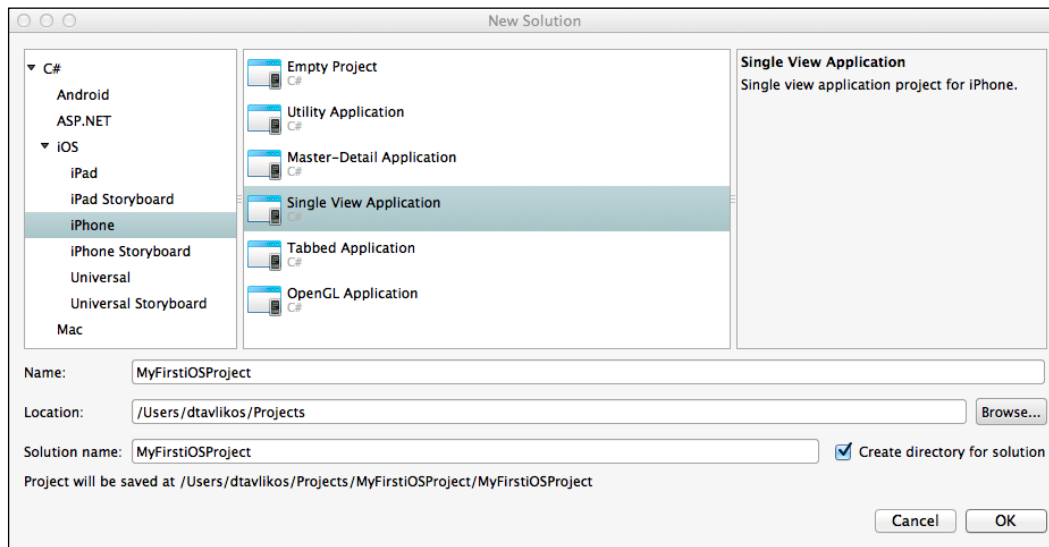 New Solution
C#
Android
ASP.NET
iOS
iPad
iPad Storyboard
iPhone
iPhone Storyboard
Universal
Universal Storyboard
Mac
Empty Project
C#
Utility Application
C#
Master-Detail Application
C#
Single View Application
C#
Tabbed Application
C#
OpenGL Application
C#
Single View Application
Single view application project for iPhone.
Name: MyFirstiOSProject
Location: /Users/dtavlikos/Projects Browse...
Solution name: MyFirstiOSProject Create directory for solution
Project will be saved at /Users/dtavlikos/Projects/MyFirstiOSProject/MyFirstiOSProject
Cancel OK